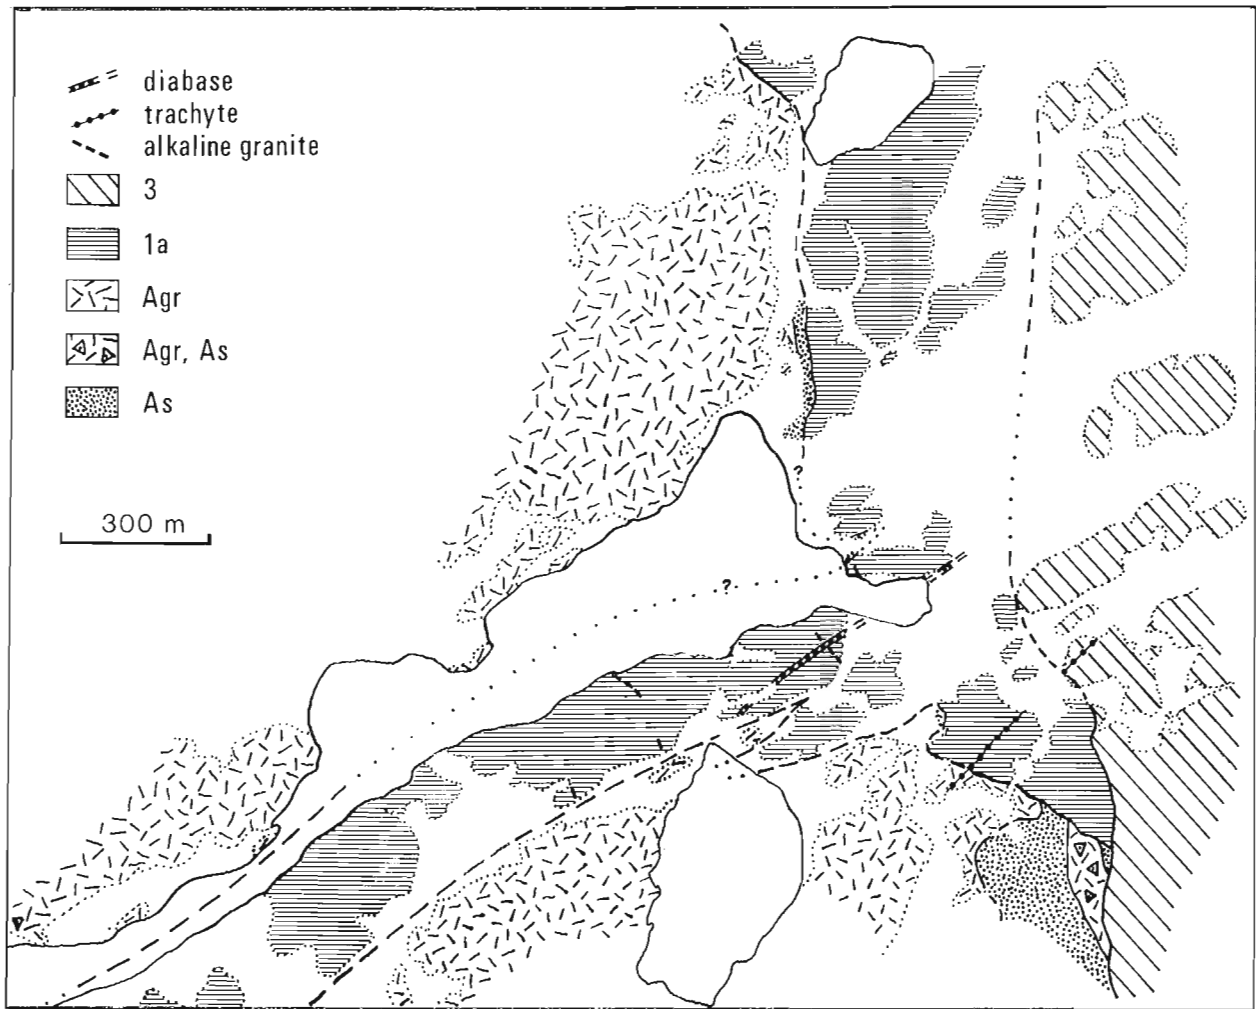 diabase
trachyte
alkaline granite
3
1a
Agr
Agr, As
As
300 m
?
?